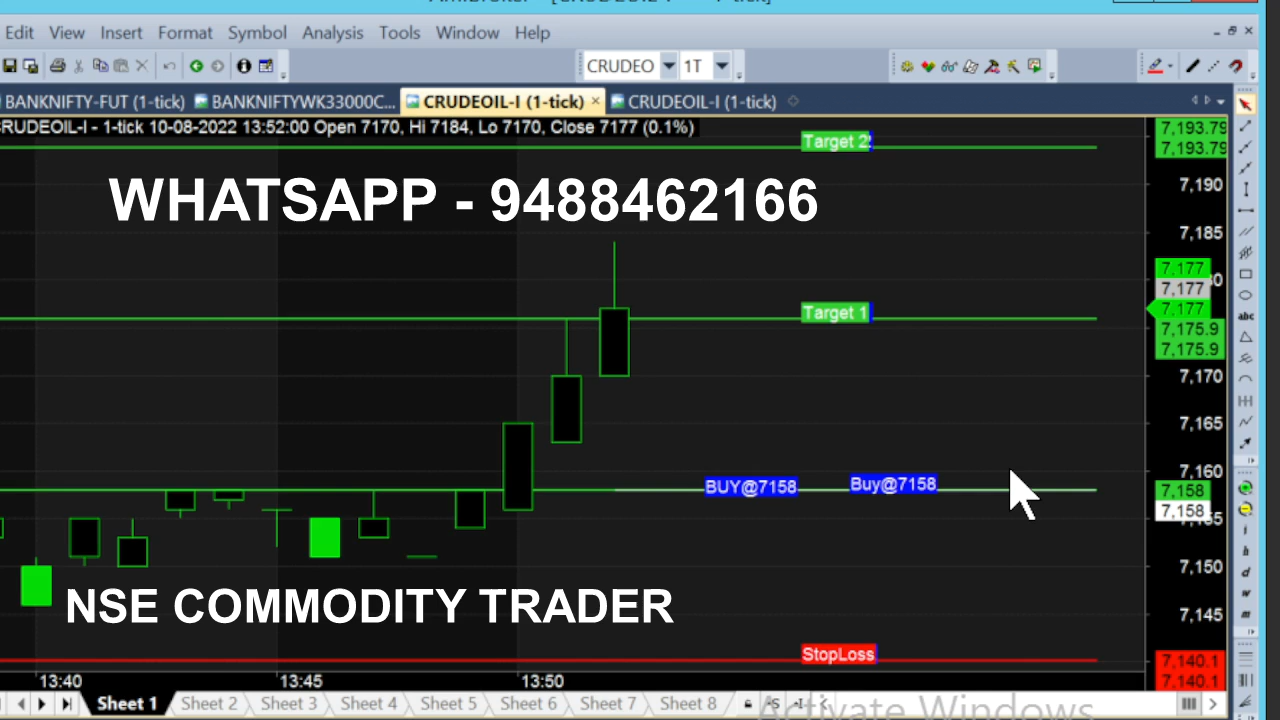 Edit View Insert Format Symbol Analysis Tools Window Help
CRUDEO 1T
BANKNIFTY-FUT (1-tick) BANKNIFTYWK33000C... CRUDEOIL-I (1-tick) × CRUDEOIL-I (1-tick)
CRUDEOIL-I - 1-tick 10-08-2022 13:52:00 Open 7170, Hi 7184, Lo 7170, Close 7177 (0.1%)
7,193.79
Target 2
7,193.79
7,190
WHATSAPP - 9488462166
7,185
7,177
7,177
Target 1
7,177
7,175.9
7,175.9
7,170
7,165
7,160
BUY@7158
Buy@7158
7,158
7,158
7,155
7,150
NSE COMMODITY TRADER
7,145
StopLoss
7,140.1
7,140.1
13:40 13:45 13:50
Sheet 1 Sheet 2 Sheet 3 Sheet 4 Sheet 5 Sheet 6 Sheet 7 Sheet 8
Activate Windows
abc